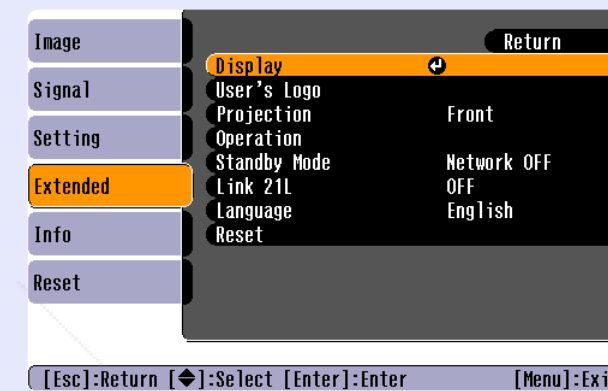 Image
Signal
Setting
Extended
Info
Reset
Return
Display
User's Logo
Projection Front
Operation
Standby Mode Network OFF
Link 21L OFF
Language English
Reset
[Esc]:Return [◆]:Select [Enter]:Enter [Menu]:Exi